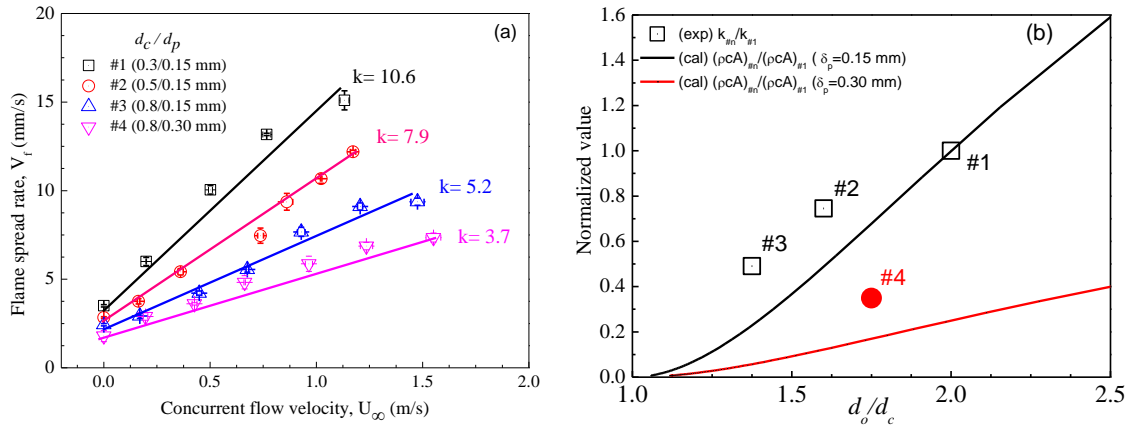 (a)
d_c / d_p
#1 (0.3/0.15 mm)
#2 (0.5/0.15 mm)
#3 (0.8/0.15 mm)
#4 (0.8/0.30 mm)
k= 10.6
k= 7.9
k= 5.2
k= 3.7
20
15
10
5
0
0.0 0.5 1.0 1.5 2.0
Flame spread rate, V_f (mm/s)
Concurrent flow velocity, U_∞ (m/s)
(b)
(exp) k_#n/k_#1
(cal) (ρcA)_#n/(ρcA)_#1 ( δ_p=0.15 mm)
(cal) (ρcA)_#n/(ρcA)_#1 (δ_p=0.30 mm)
#1
#2
#3
#4
1.6
1.4
1.2
1.0
0.8
0.6
0.4
0.2
0.0
1.0 1.5 2.0 2.5
Normalized value
d_o/d_c